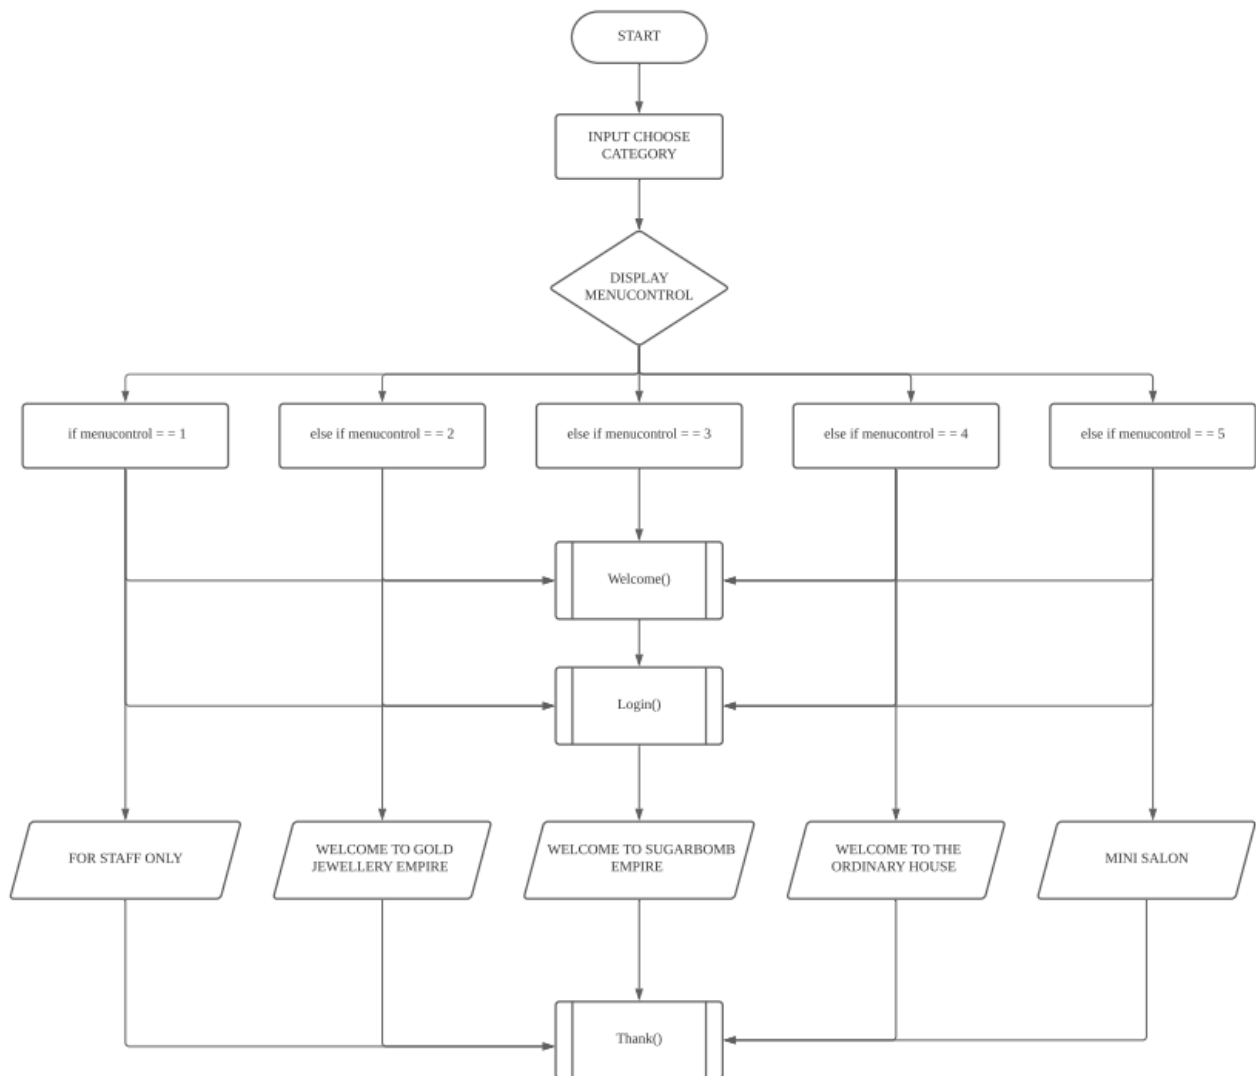 START
INPUT CHOOSE
CATEGORY
DISPLAY
MENUCONTROL
if menucontrol = = 1
else if menucontrol = = 2
else if menucontrol = = 3
else if menucontrol = = 4
else if menucontrol = = 5
Welcome()
Login()
FOR STAFF ONLY
WELCOME TO GOLD
JEWELLERY EMPIRE
WELCOME TO SUGARBOMB
EMPIRE
WELCOME TO THE
ORDINARY HOUSE
MINI SALON
Thank()